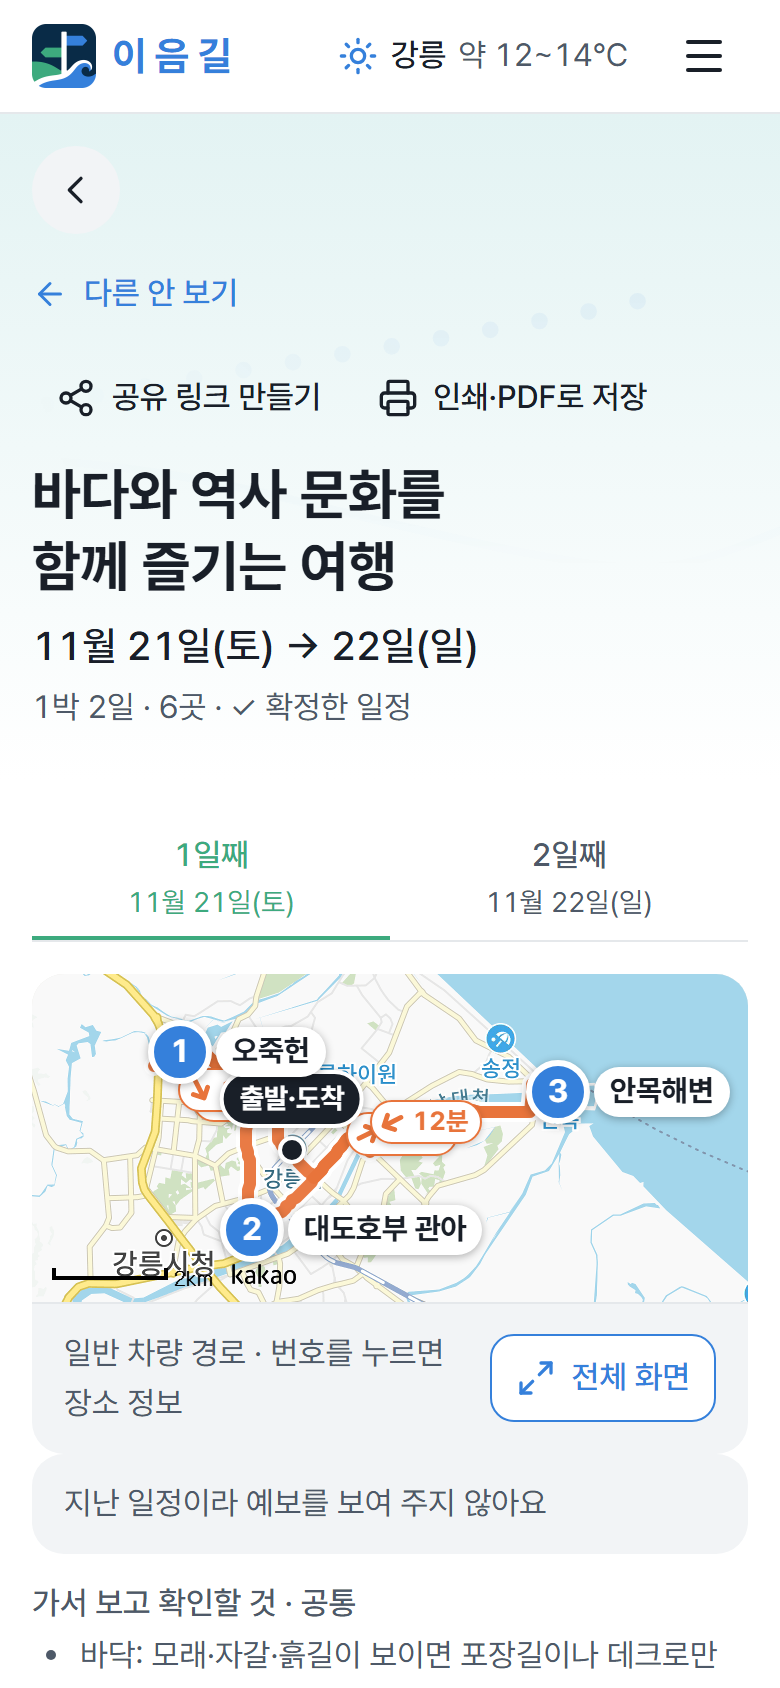 이음길
강릉 약 12~14℃
다른 안 보기
공유 링크 만들기
인쇄·PDF로 저장
바다와 역사 문화를
함께 즐기는 여행
11월 21일(토) → 22일(일)
1박 2일 · 6곳 · ✓ 확정한 일정
1일째
11월 21일(토)
2일째
11월 22일(일)
1
오죽헌
송정
출발·도착
3
안목해변
12분
2
대도호부 관아
강릉시청
2km
kakao
일반 차량 경로 · 번호를 누르면
장소 정보
전체 화면
지난 일정이라 예보를 보여 주지 않아요
가서 보고 확인할 것 · 공통
• 바닥: 모래·자갈·흙길이 보이면 포장길이나 데크로만